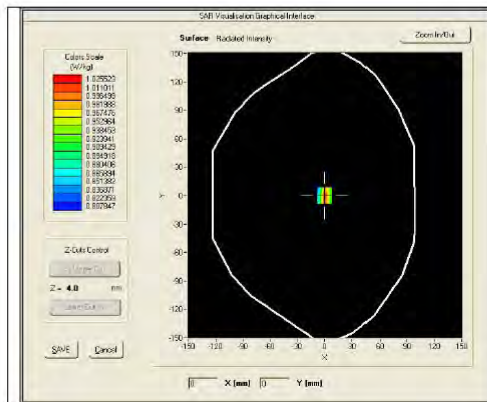 SAR Visualisation Graphical Interface
Surface Radiated Intensity
Zoom In/Out
Colors Scale
(W/kg)
1.025523
1.011011
0.996499
0.981988
0.967476
0.952964
0.938453
0.923941
0.909429
0.894918
0.880406
0.865894
0.851382
0.836871
0.822359
0.807847
Z-Cuts Control
Z = 4.0 mm
SAVE
Cancel
150
120
90
60
30
0
-30
-60
-90
-120
-150
Y
-150 -120 -90 -60 -30 0 30 60 90 120 150
X
0 X (mm) 0 Y (mm)